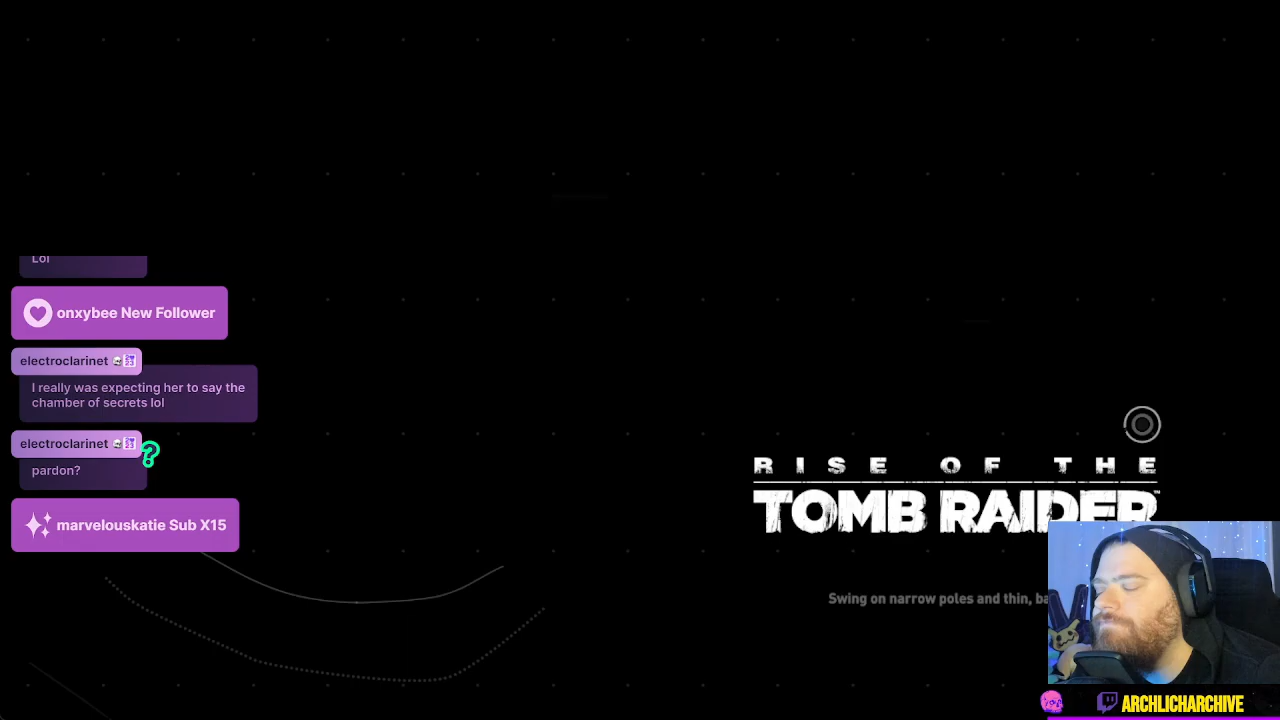 Lol
onxybee New Follower
electroclarinet
I really was expecting her to say the
chamber of secrets lol
electroclarinet
?
pardon?
marvelouskatie Sub X15
RISE OF THE
TOMB RAIDER
Swing on narrow poles and thin,
ARCHLICHARCHIVE